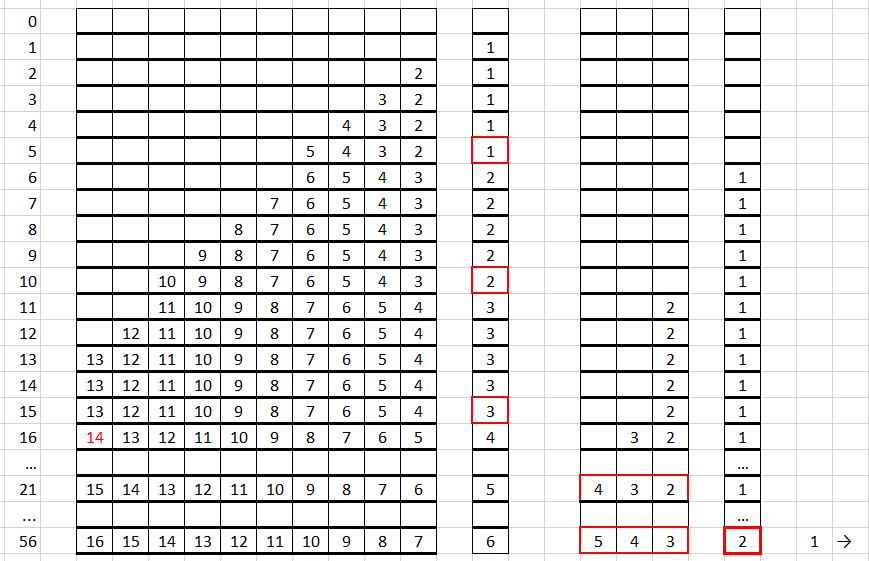 0
1 1
2 2 1
3 3 2 1
4 4 3 2 1
5 5 4 3 2 1
6 6 5 4 3 2 1
7 7 6 5 4 3 2 1
8 8 7 6 5 4 3 2 1
9 9 8 7 6 5 4 3 2 1
10 10 9 8 7 6 5 4 3 2 1
11 11 10 9 8 7 6 5 4 3 2 1
12 12 11 10 9 8 7 6 5 4 3 2 1
13 13 12 11 10 9 8 7 6 5 4 3 2 1
14 13 12 11 10 9 8 7 6 5 4 3 2 1
15 13 12 11 10 9 8 7 6 5 4 3 2 1
16 14 13 12 11 10 9 8 7 6 5 4 3 2 1
... ...
21 15 14 13 12 11 10 9 8 7 6 5 4 3 2 1
... ...
56 16 15 14 13 12 11 10 9 8 7 6 5 4 3 2 1 →